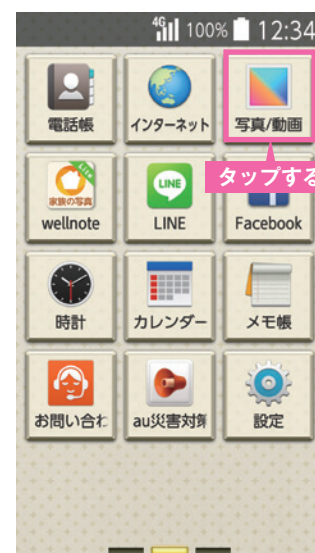 4G 100% 12:34
電話帳 インターネット 写真/動画
タップする
家族の写真 Lite LINE
wellnote LINE Facebook
時計 カレンダー メモ帳
お問い合わ au災害対策 設定